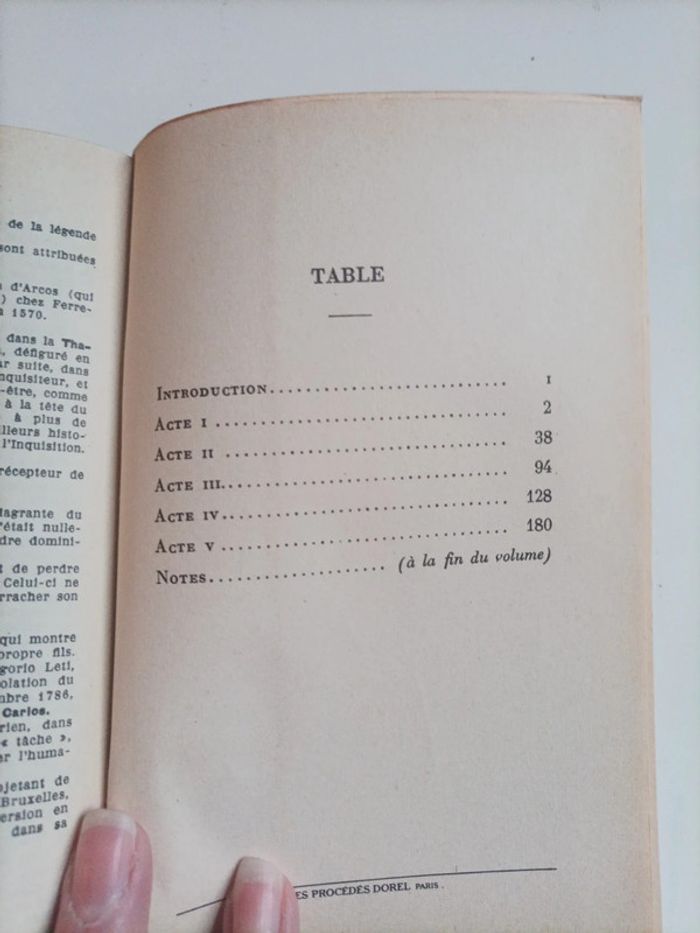 de la légende
sont attribuées
d'Arcos (qui
) chez Ferre-
1570.
dans la Tha-
défiguré en
suite, dans
nquisiteur, et
-être, comme
à la tête du
à plus de
lleurs histo-
l'Inquisition.
récepteur de
lagrante du
'était nulle-
dre domini-
t de perdre
Celui-ci ne
rracher son
qui montre
propre fils.
gorio Leti,
olation du
mbre 1786,
Carlos.
rien, dans
« tâche »,
er l'huma-
ojetant de
Bruxelles,
ersion en
dans sa
TABLE
INTRODUCTION.............................. I
ACTE I .............................. 2
ACTE II .............................. 38
ACTE III.............................. 94
ACTE IV.............................. 128
ACTE V .............................. 180
NOTES.................... (à la fin du volume)
ES PROCÉDÉS DOREL PARIS.